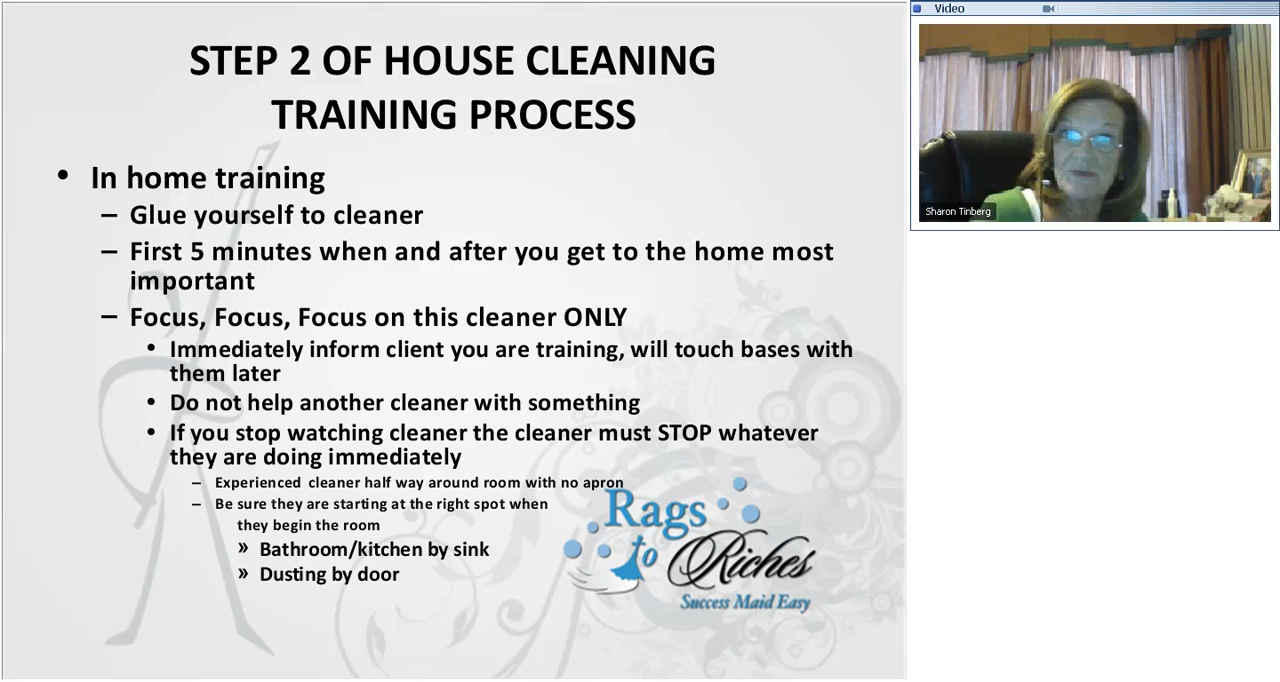 STEP 2 OF HOUSE CLEANING
TRAINING PROCESS
• In home training
– Glue yourself to cleaner
– First 5 minutes when and after you get to the home most
important
– Focus, Focus, Focus on this cleaner ONLY
• Immediately inform client you are training, will touch bases with
them later
• Do not help another cleaner with something
• If you stop watching cleaner the cleaner must STOP whatever
they are doing immediately
– Experienced cleaner half way around room with no apron
– Be sure they are starting at the right spot when
they begin the room
» Bathroom/kitchen by sink
» Dusting by door
Rags
to Riches
Success Maid Easy
Video
Sharon Tinberg